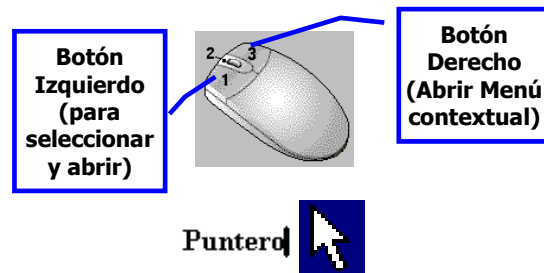 Botón
Izquierdo
(para
seleccionar
y abrir)
2
3
1
Botón
Derecho
(Abrir Menú
contextual)
Puntero